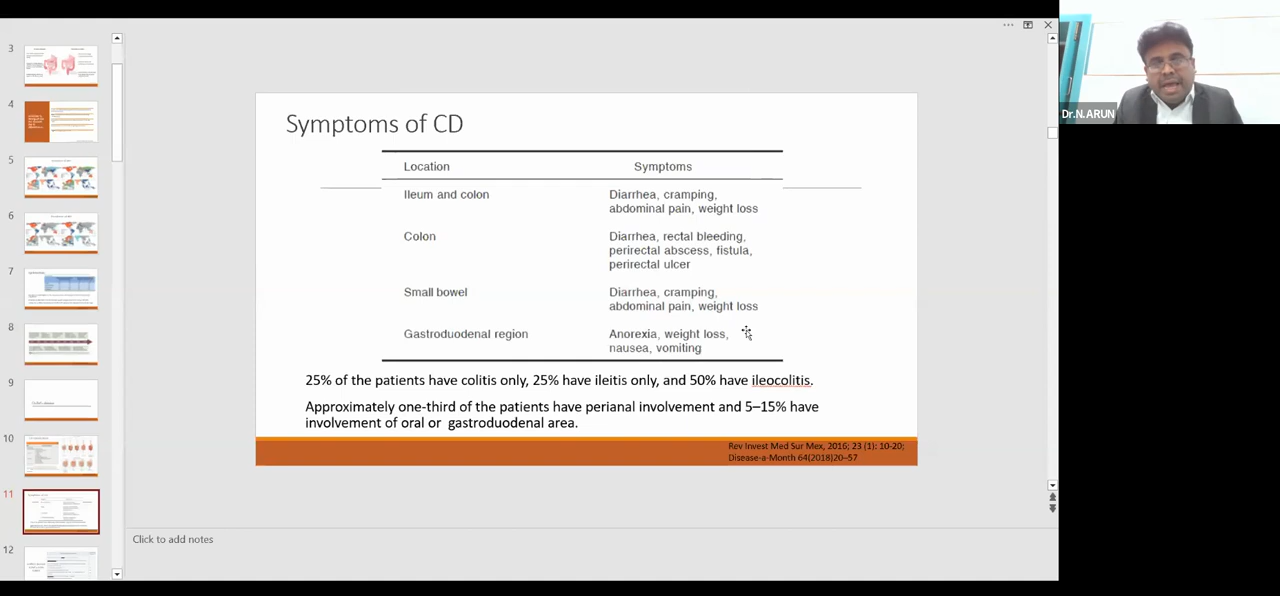 Symptoms of CD
Location Symptoms
Ileum and colon Diarrhea, cramping,
abdominal pain, weight loss
Colon Diarrhea, rectal bleeding,
perirectal abscess, fistula,
perirectal ulcer
Small bowel Diarrhea, cramping,
abdominal pain, weight loss
Gastroduodenal region Anorexia, weight loss,
nausea, vomiting
25% of the patients have colitis only, 25% have ileitis only, and 50% have ileocolitis.
Approximately one-third of the patients have perianal involvement and 5–15% have
involvement of oral or gastroduodenal area.
Rev Invest Med Sur Mex, 2016; 23 (1): 10-20;
Disease-a-Month 64(2018)20–57
Click to add notes
3
4
5
6
7
8
9
10
11
12
Dr.N.ARUN